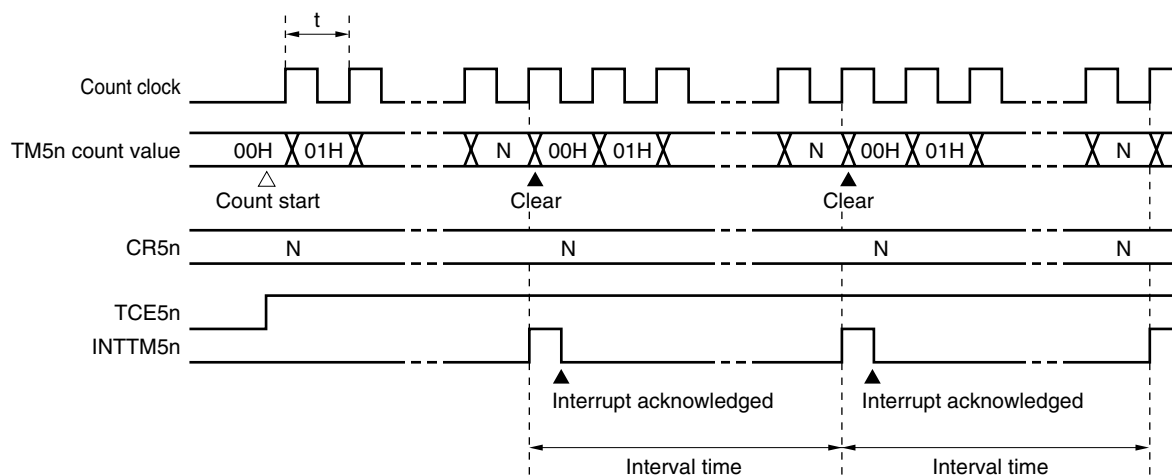 t
Count clock
TM5n count value
00H 01H N 00H 01H N 00H 01H N
Count start Clear Clear
CR5n N N N N
TCE5n
INTTM5n
Interrupt acknowledged Interrupt acknowledged
Interval time Interval time